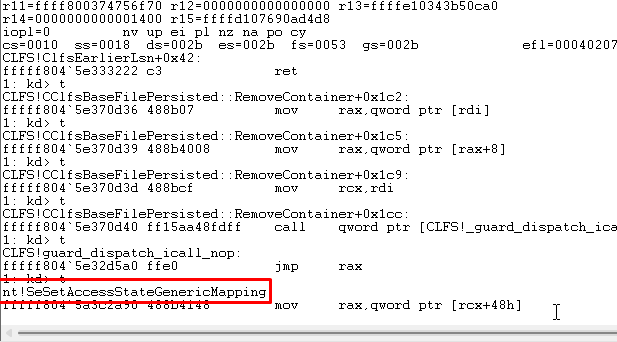 r11=ffff800374756f70 r12=0000000000000000 r13=ffffe10343b50ca0
r14=0000000000001400 r15=ffffd107690ad4d8
iopl=0 nv up ei pl nz na po cy
cs=0010 ss=0018 ds=002b es=002b fs=0053 gs=002b efl=00040207
CLFS!ClfsEarlierLsn+0x42:
fffff804`5e333222 c3 ret
1: kd> t
CLFS!CClfsBaseFilePersisted::RemoveContainer+0x1c2:
fffff804`5e370d36 488b07 mov rax,qword ptr [rdi]
1: kd> t
CLFS!CClfsBaseFilePersisted::RemoveContainer+0x1c5:
fffff804`5e370d39 488b4008 mov rax,qword ptr [rax+8]
1: kd> t
CLFS!CClfsBaseFilePersisted::RemoveContainer+0x1c9:
fffff804`5e370d3d 488bcf mov rcx,rdi
1: kd> t
CLFS!CClfsBaseFilePersisted::RemoveContainer+0x1cc:
fffff804`5e370d40 ff15aa48fdff call qword ptr [CLFS!_guard_dispatch_ica
1: kd> t
CLFS!guard_dispatch_icall_nop:
fffff804`5e32d5a0 ffe0 jmp rax
1: kd> t
nt!SeSetAccessStateGenericMapping
fffff804`5a3c2a90 488b4148 mov rax,qword ptr [rcx+48h]